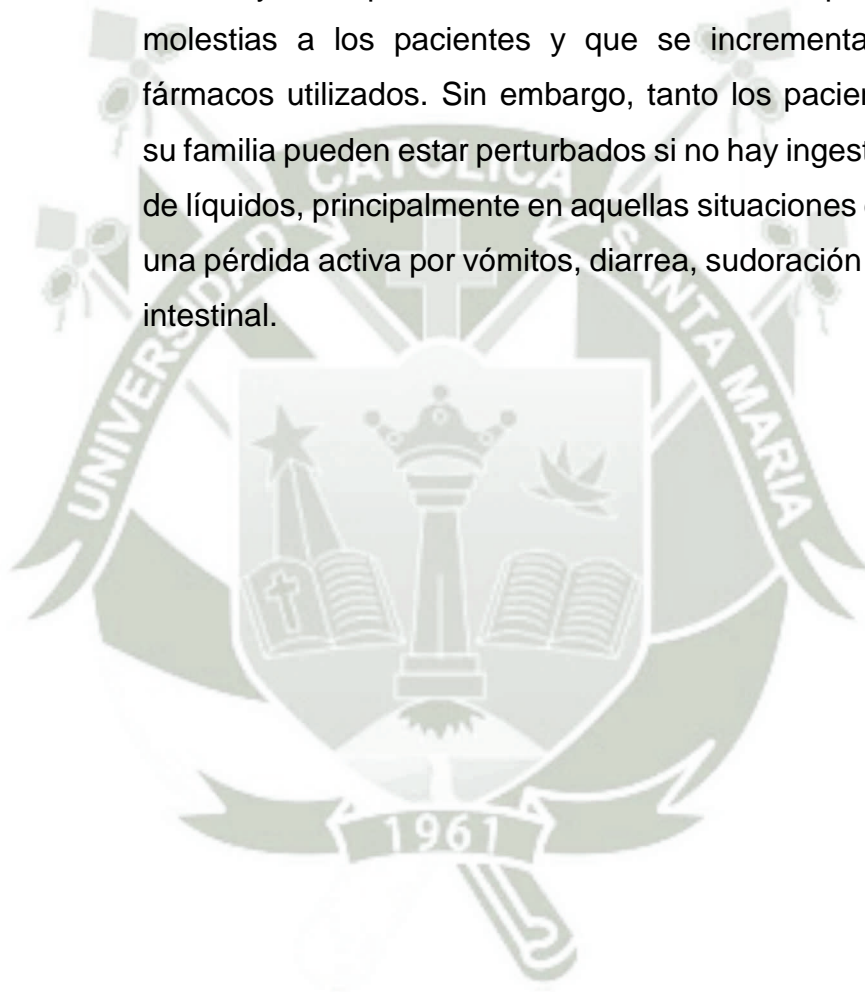 molestias a los pacientes y que se incrementa
fármacos utilizados. Sin embargo, tanto los pacien
su familia pueden estar perturbados si no hay ingest
de líquidos, principalmente en aquellas situaciones
una pérdida activa por vómitos, diarrea, sudoración
intestinal.
UNIVERSIDAD CATOLICA SANTA MARIA
1961